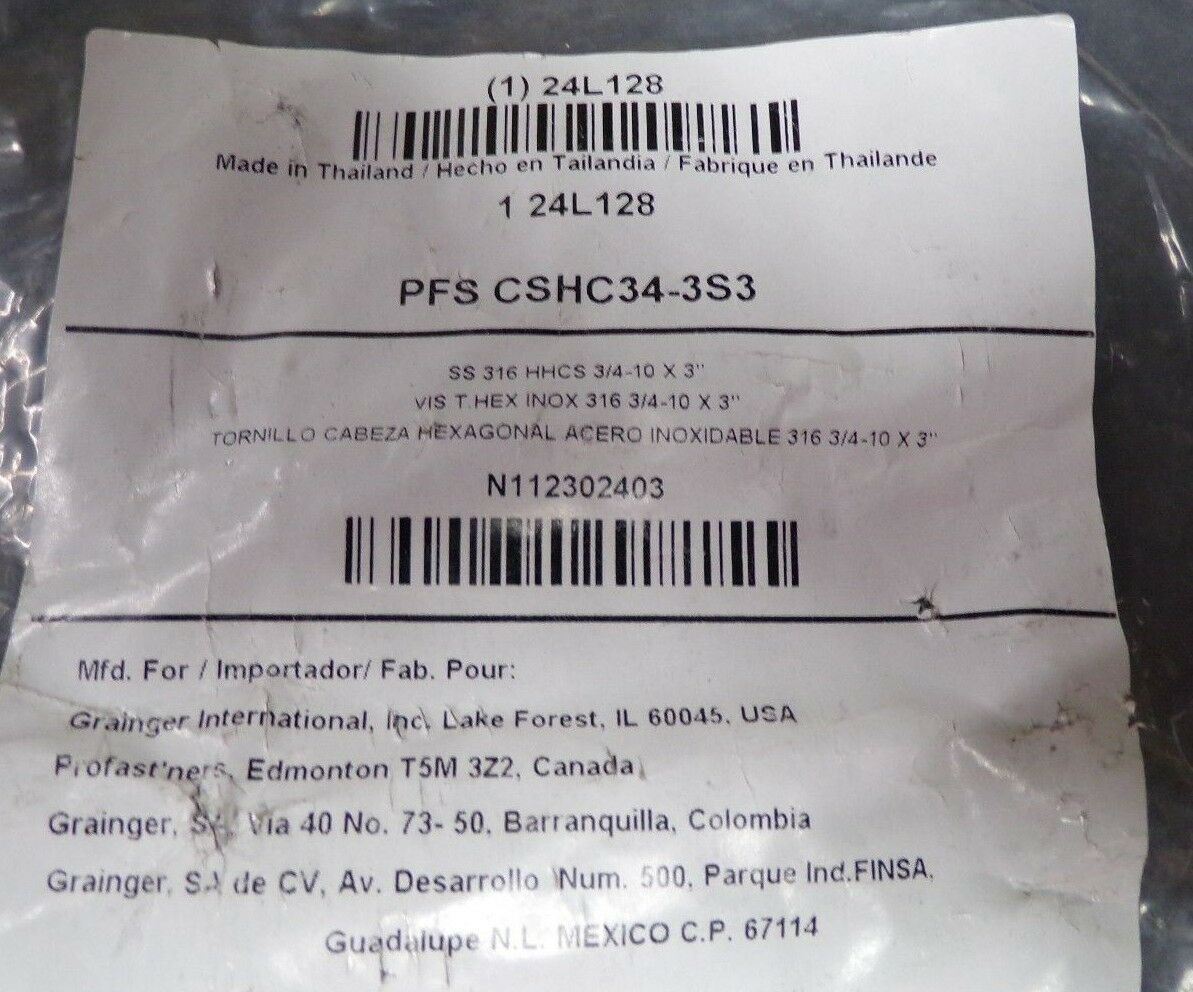 (1) 24L128
Made in Thailand / Hecho en Tailandia / Fabrique en Thailande
1 24L128
PFS CSHC34-3S3
SS 316 HHCS 3/4-10 X 3"
VIS T.HEX INOX 316 3/4-10 X 3"
TORNILLO CABEZA HEXAGONAL ACERO INOXIDABLE 316 3/4-10 X 3"
N112302403
Mfd. For / Importador/ Fab. Pour:
Grainger International, Inc. Lake Forest, IL 60045, USA
Profast'ners, Edmonton T5M 3Z2, Canada
Grainger, SA, Via 40 No. 73- 50, Barranquilla, Colombia
Grainger, SA de CV, Av. Desarrollo Num. 500, Parque Ind.FINSA,
Guadalupe N.L. MEXICO C.P. 67114